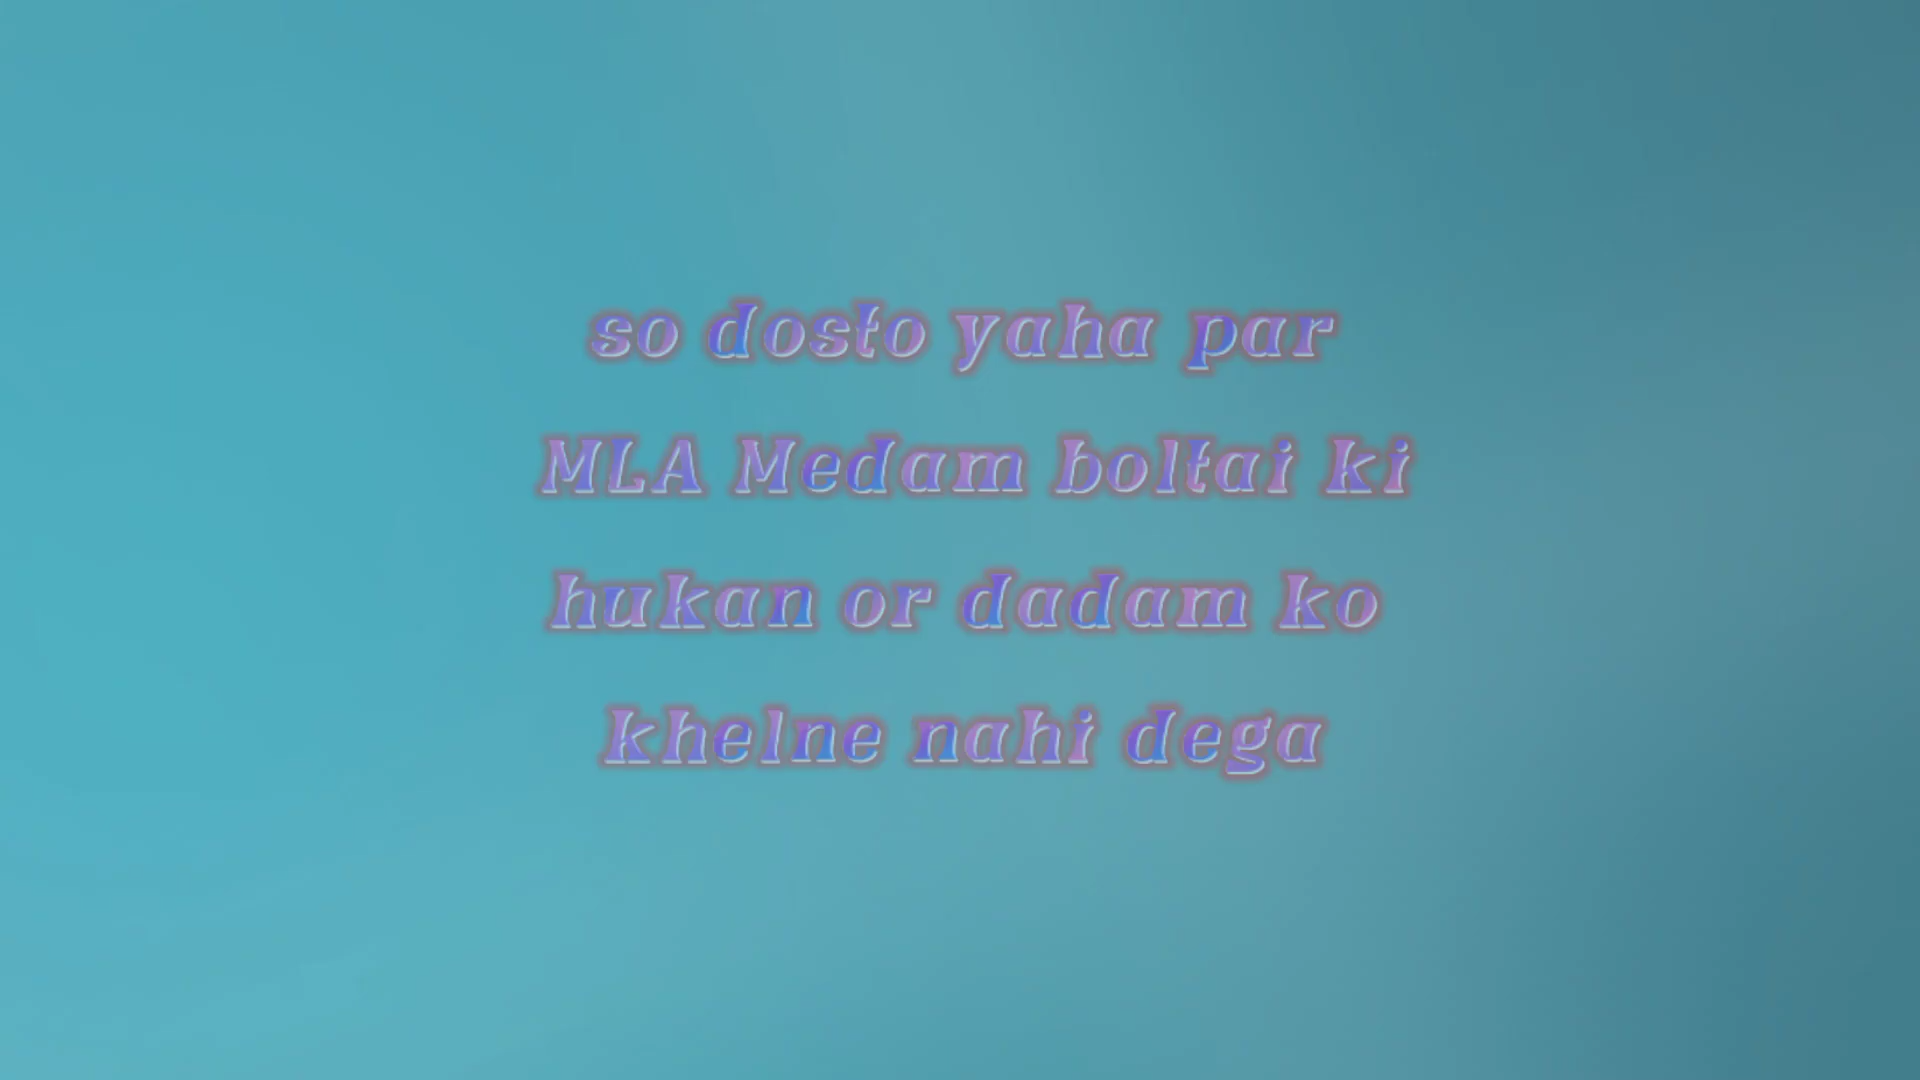 so dosto yaha par
MLA Medam boltai ki
hukan or dadam ko
khelne nahi dega